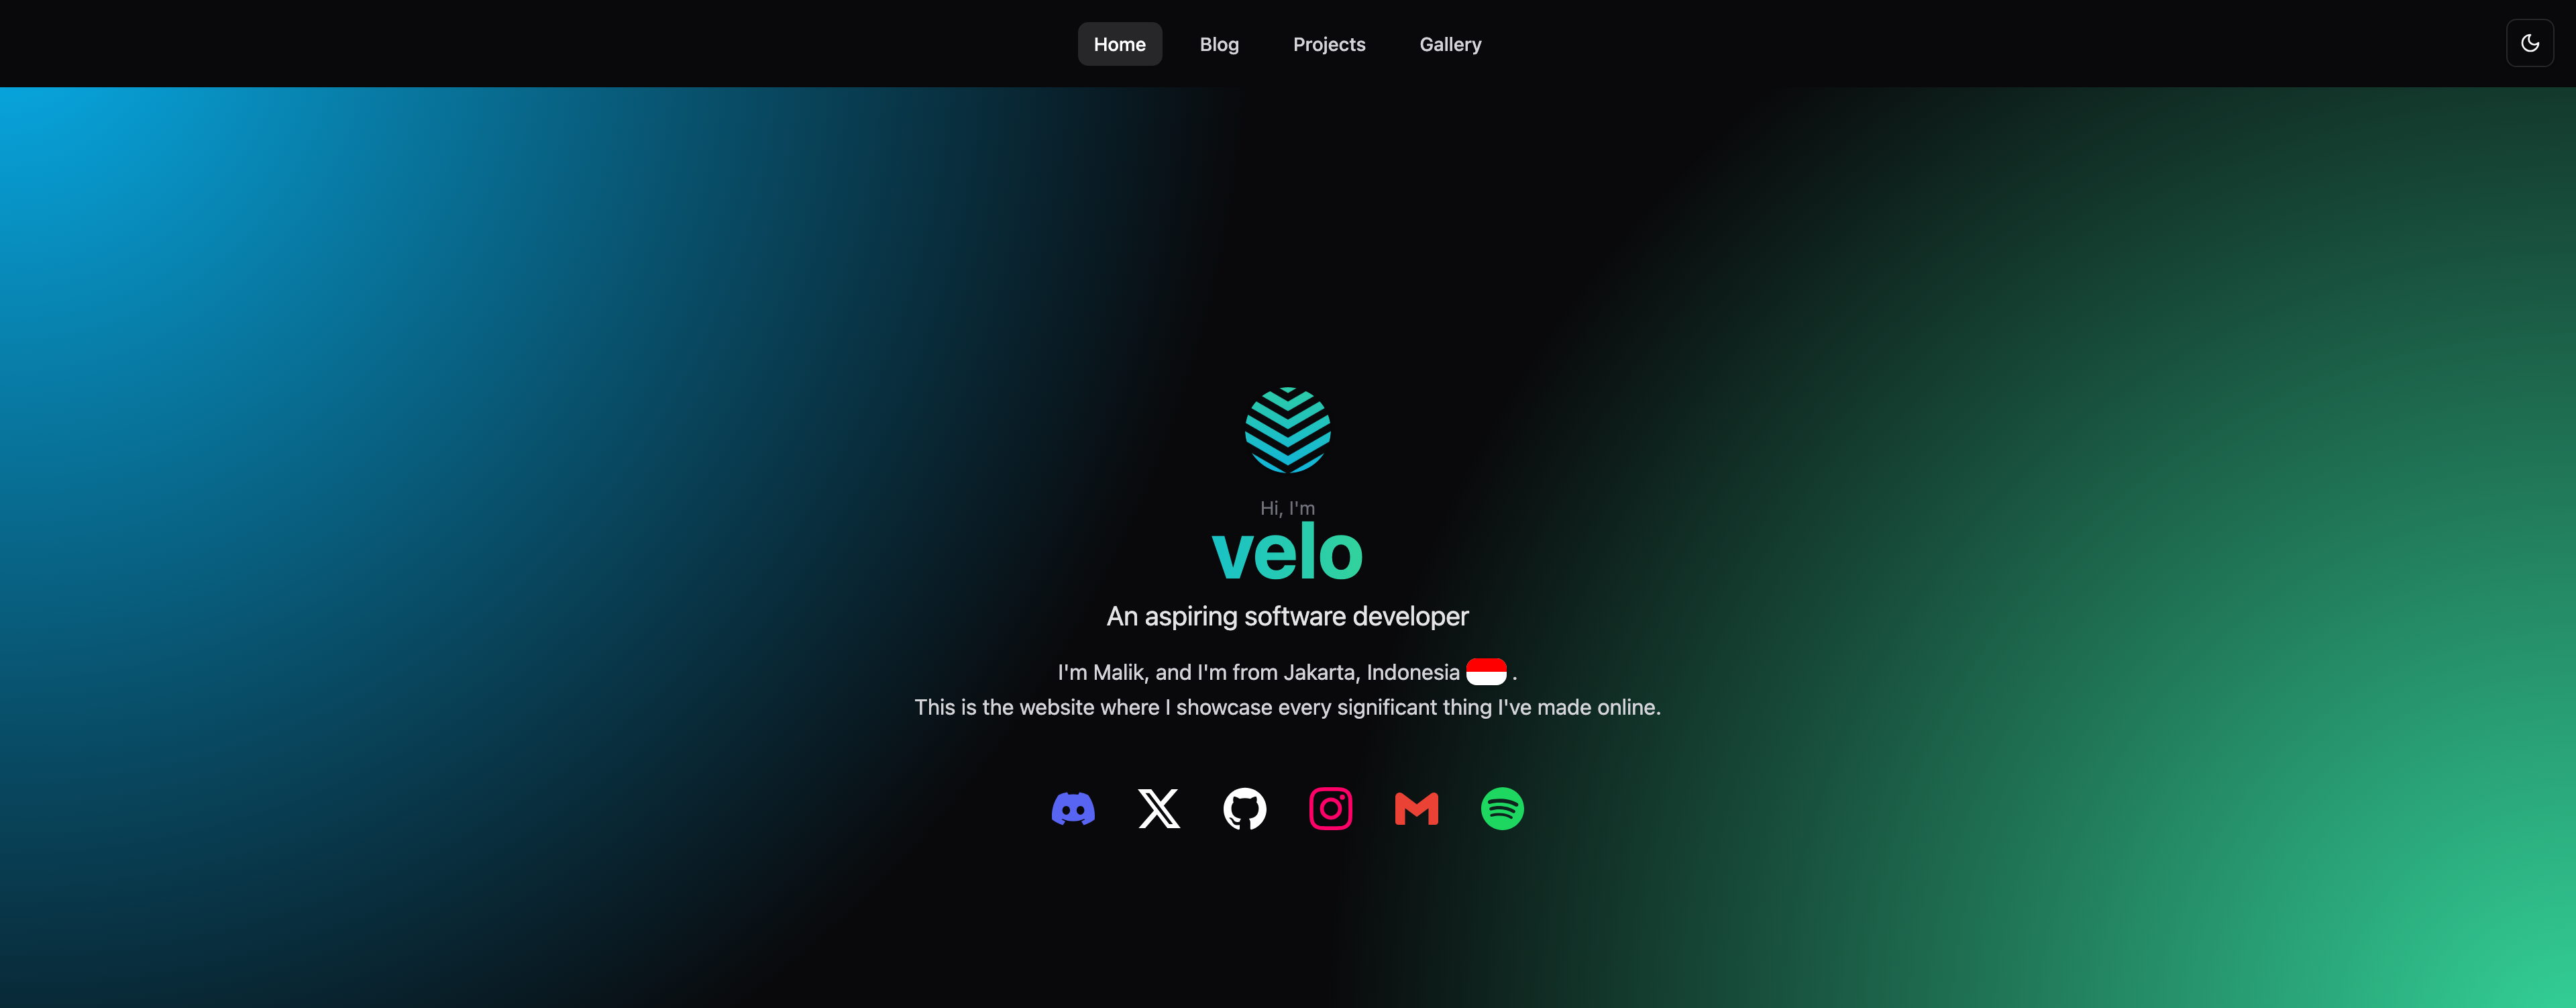 Home Blog Projects Gallery
Hi, I'm
velo
An aspiring software developer
I'm Malik, and I'm from Jakarta, Indonesia .
This is the website where I showcase every significant thing I've made online.